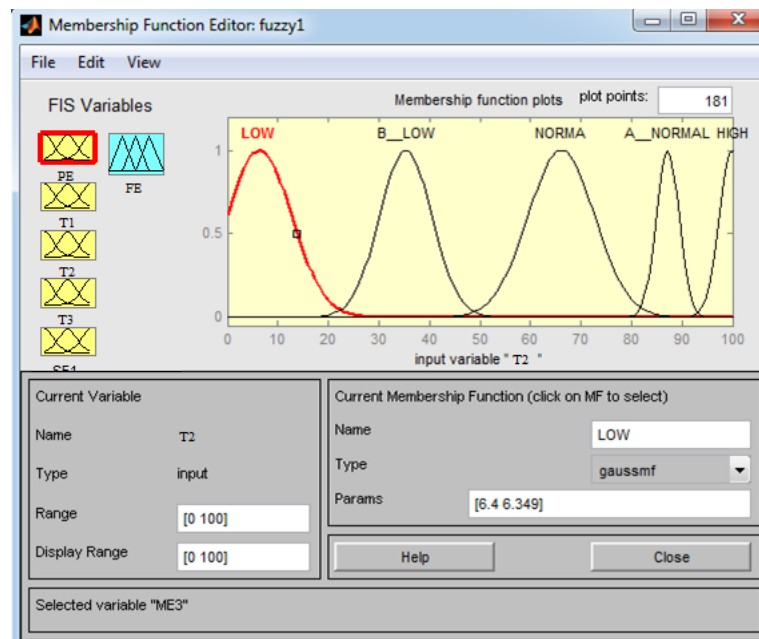 Membership Function Editor: fuzzy1
File Edit View
FIS Variables
Membership function plots plot points: 181
PE
FE
T1
T2
T3
LOW B__LOW NORMA A__NORMAL HIGH
1
0.5
0
0 10 20 30 40 50 60 70 80 90 100
input variable " T2 "
Current Variable
Name T2
Type input
Range [0 100]
Display Range [0 100]
Current Membership Function (click on MF to select)
Name LOW
Type gaussmf
Params [6.4 6.349]
Help Close
Selected variable "ME3"